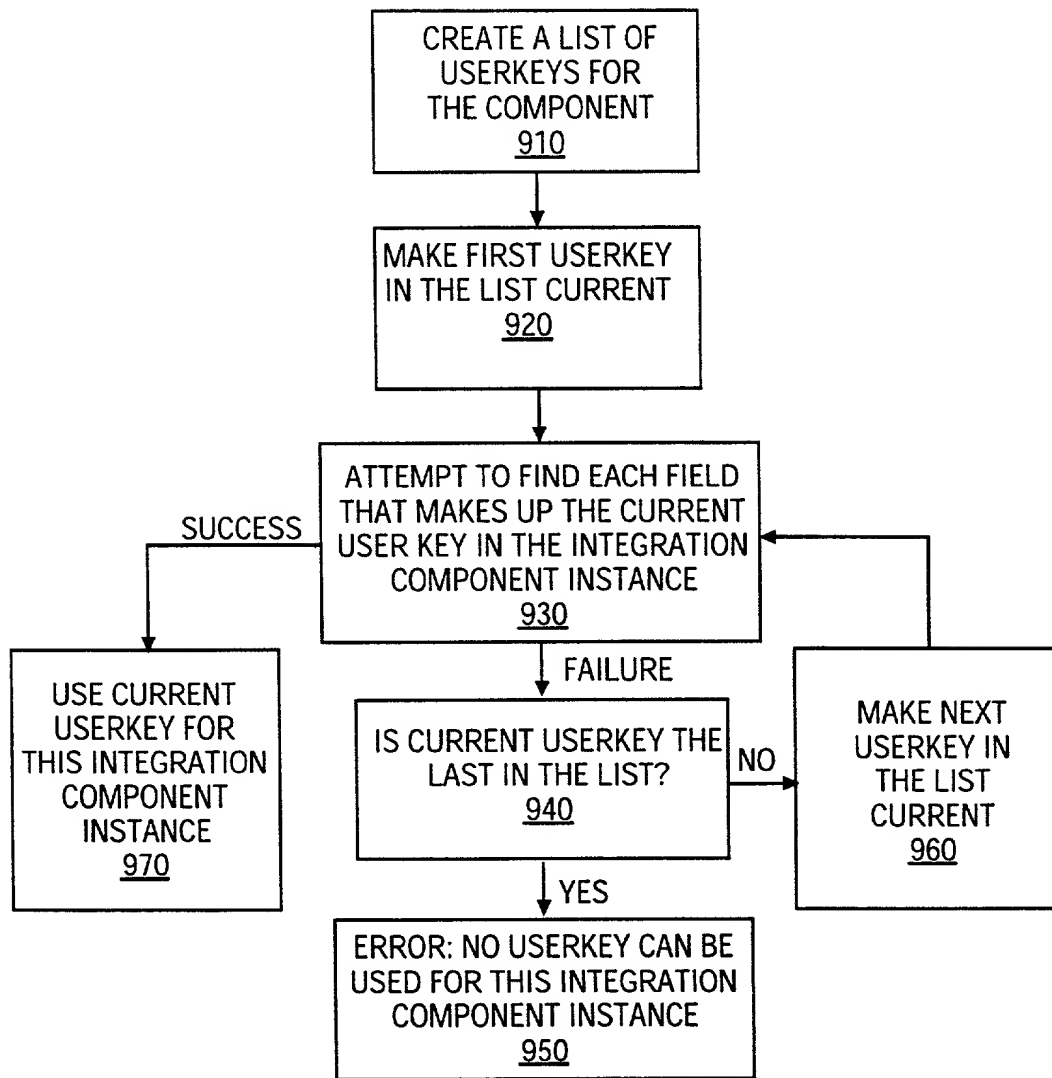 CREATE A LIST OF
USERKEYS FOR
THE COMPONENT
910
MAKE FIRST USERKEY
IN THE LIST CURRENT
920
ATTEMPT TO FIND EACH FIELD
THAT MAKES UP THE CURRENT
USER KEY IN THE INTEGRATION
COMPONENT INSTANCE
930
SUCCESS
FAILURE
USE CURRENT
USERKEY FOR
THIS INTEGRATION
COMPONENT
INSTANCE
970
IS CURRENT USERKEY THE
LAST IN THE LIST?
940
NO
MAKE NEXT
USERKEY IN
THE LIST
CURRENT
960
YES
ERROR: NO USERKEY CAN BE
USED FOR THIS INTEGRATION
COMPONENT INSTANCE
950